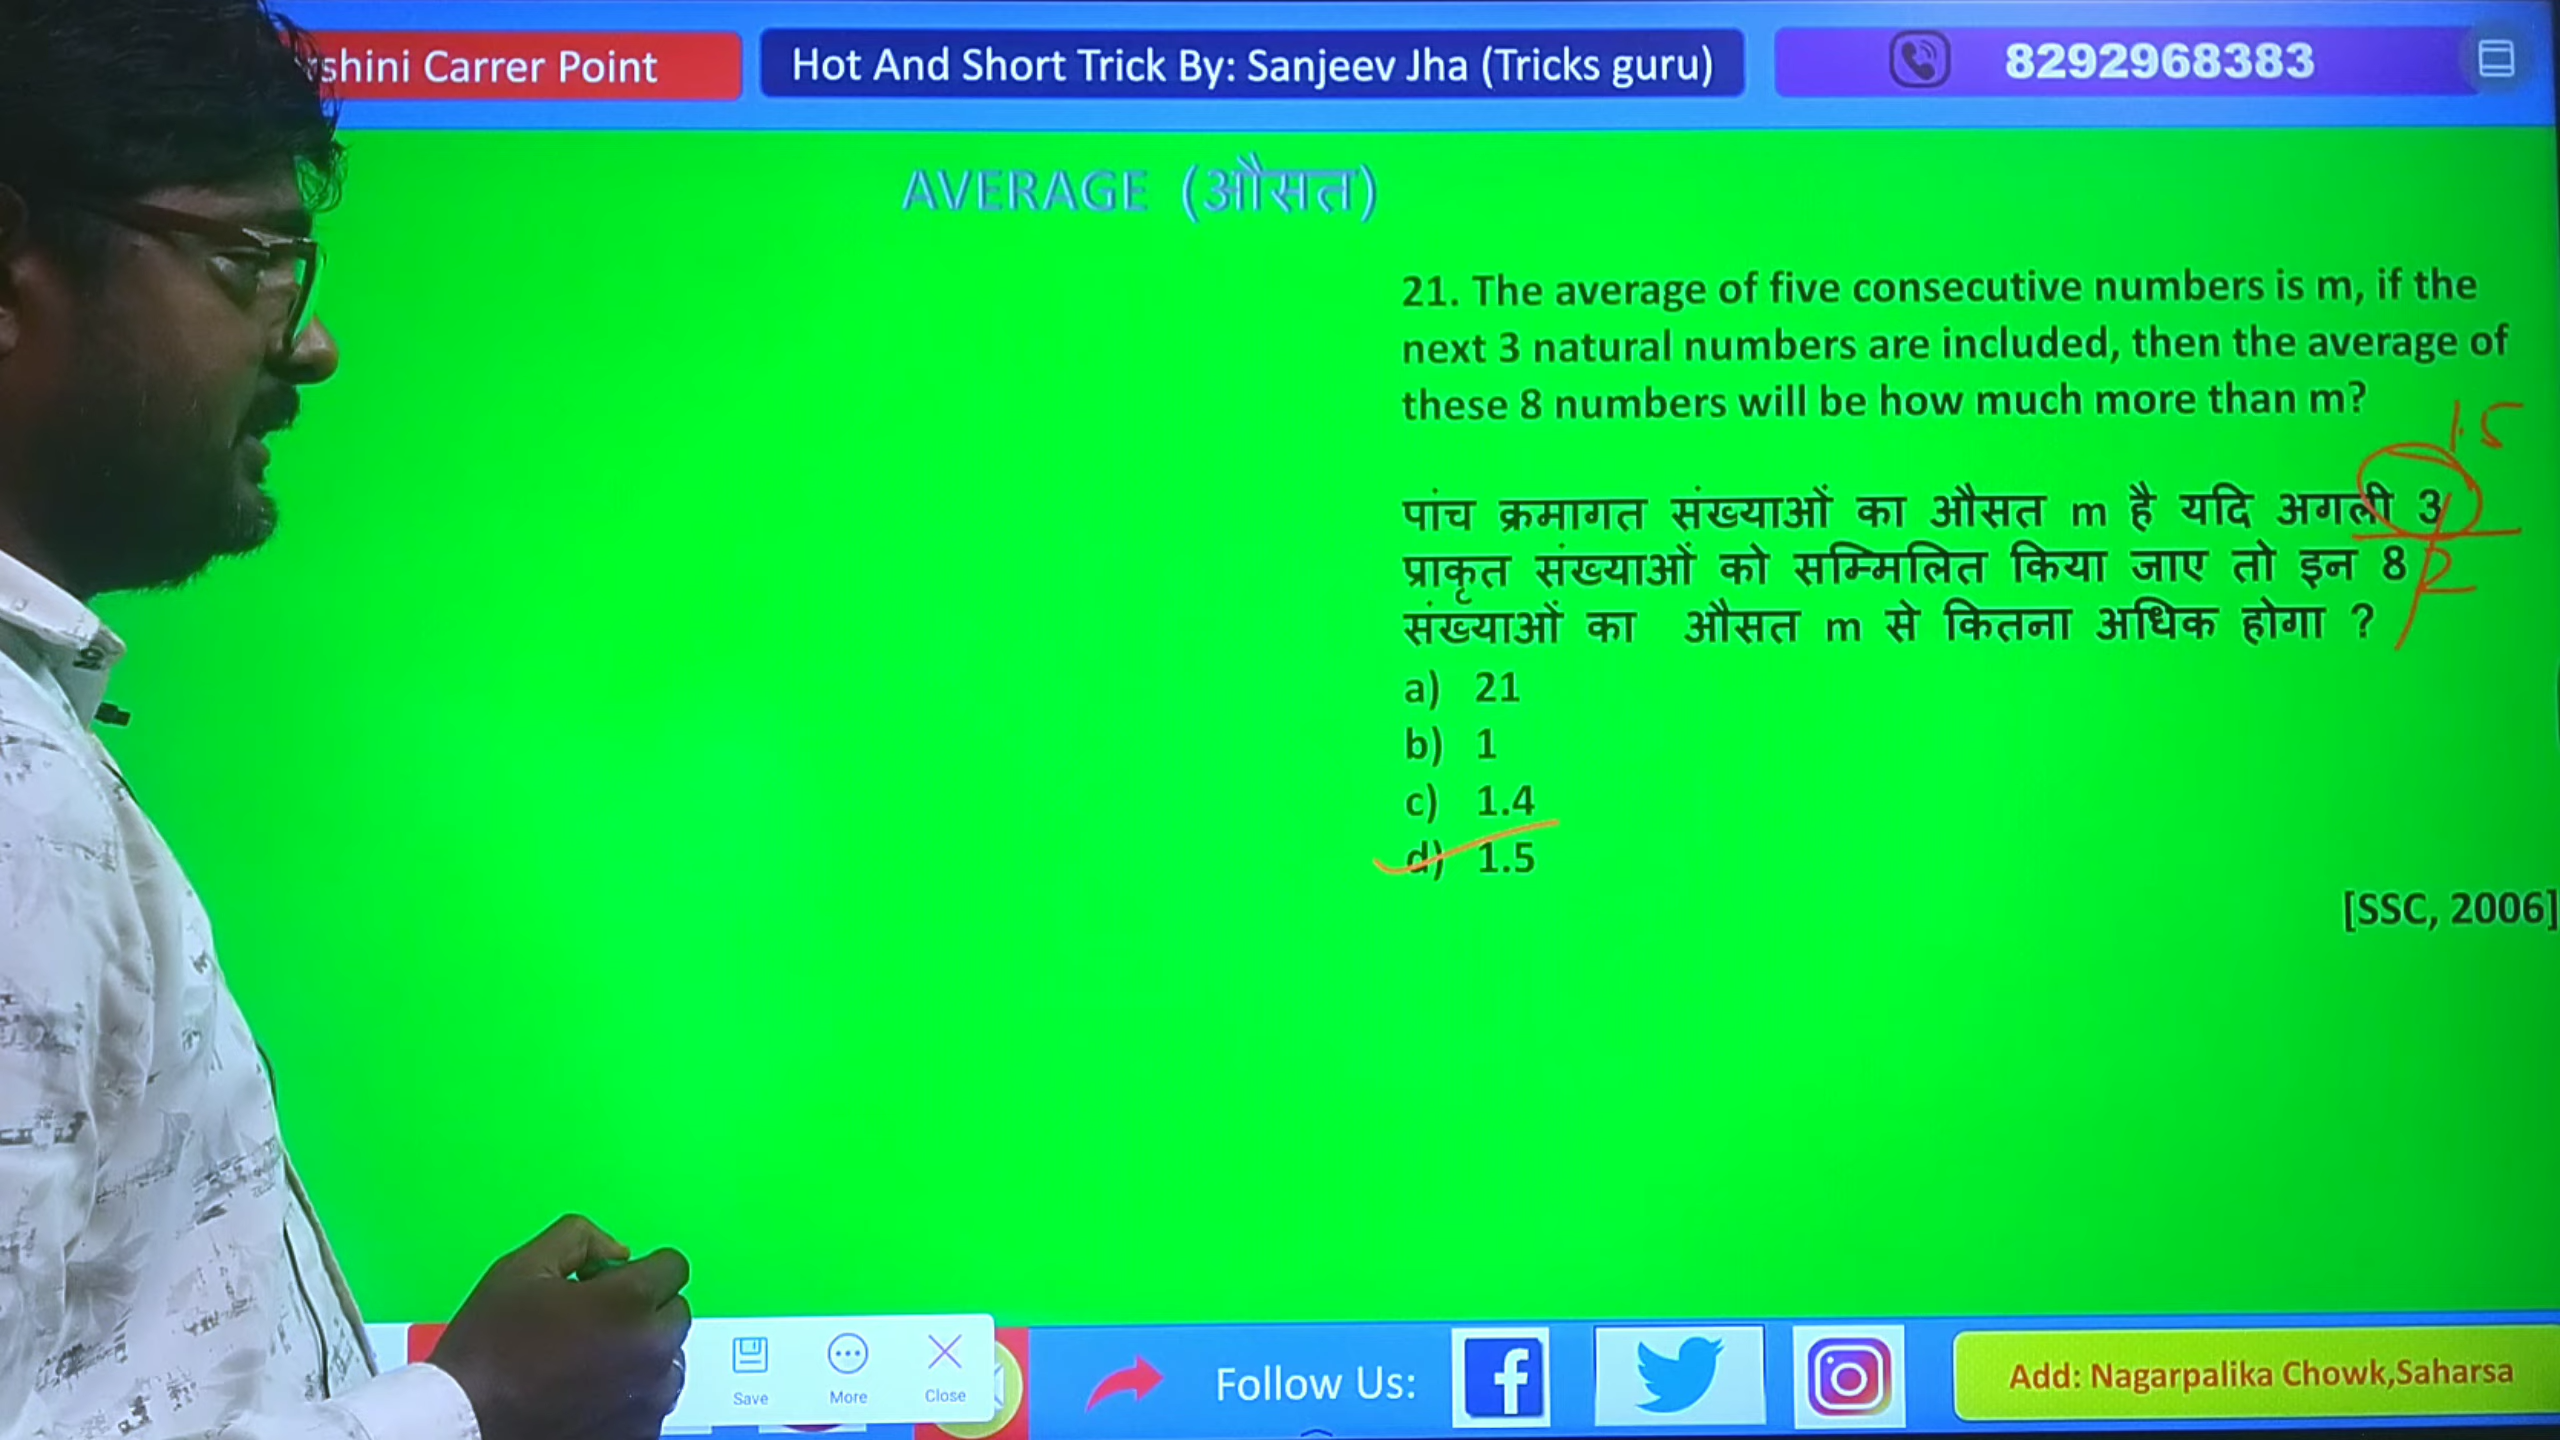 shini Carrer Point
Hot And Short Trick By: Sanjeev Jha (Tricks guru)
8292968383
AVERAGE (औसत)
21. The average of five consecutive numbers is m, if the
next 3 natural numbers are included, then the average of
these 8 numbers will be how much more than m?
1.5
पांच क्रमागत संख्याओं का औसत m है यदि अगली 3
प्राकृत संख्याओं को सम्मिलित किया जाए तो इन 8
2
संख्याओं का औसत m से कितना अधिक होगा ?
a) 21
b) 1
c) 1.4
d) 1.5
[SSC, 2006]
Save More Close
Follow Us:
Add: Nagarpalika Chowk,Saharsa